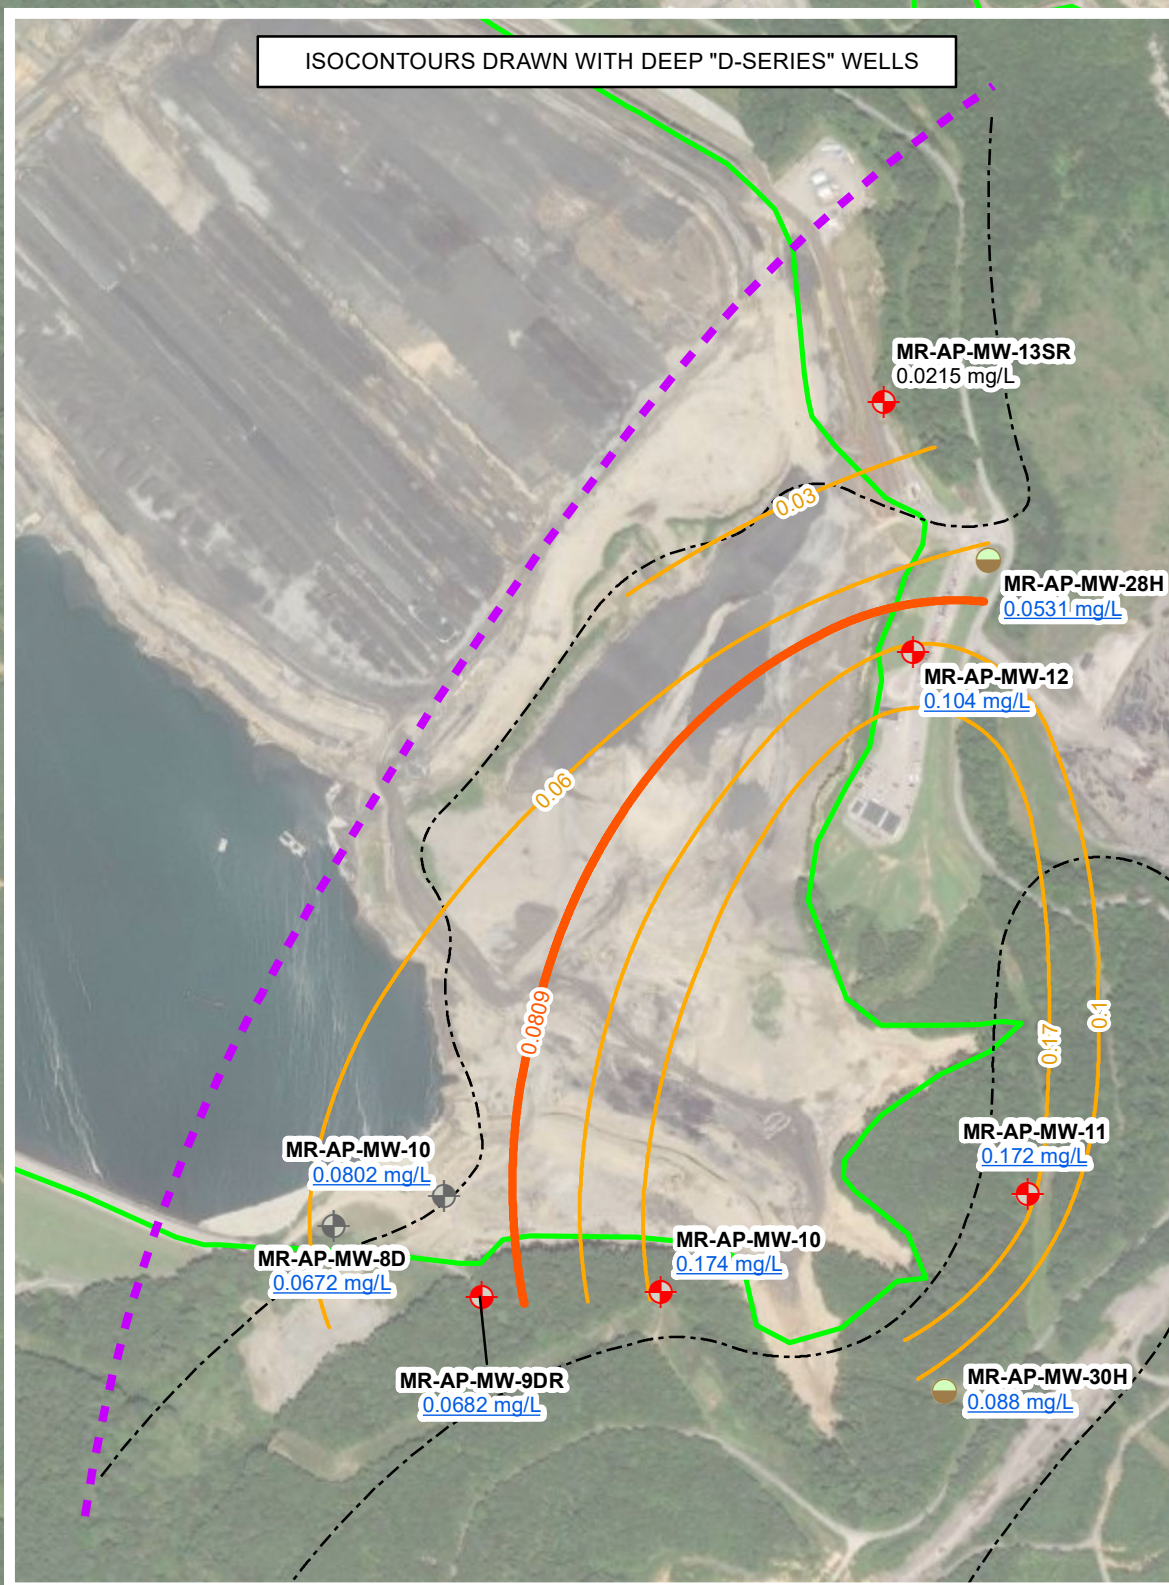 ISOCONTOURS DRAWN WITH DEEP "D-SERIES" WELLS
MR-AP-MW-13SR
0.0215 mg/L
0.03
MR-AP-MW-28H
0.0531 mg/L
MR-AP-MW-12
0.104 mg/L
0.06
0.0809
0.17
0.1
MR-AP-MW-11
0.172 mg/L
MR-AP-MW-10
0.0802 mg/L
MR-AP-MW-10
0.174 mg/L
MR-AP-MW-8D
0.0672 mg/L
MR-AP-MW-9DR
0.0682 mg/L
MR-AP-MW-30H
0.088 mg/L